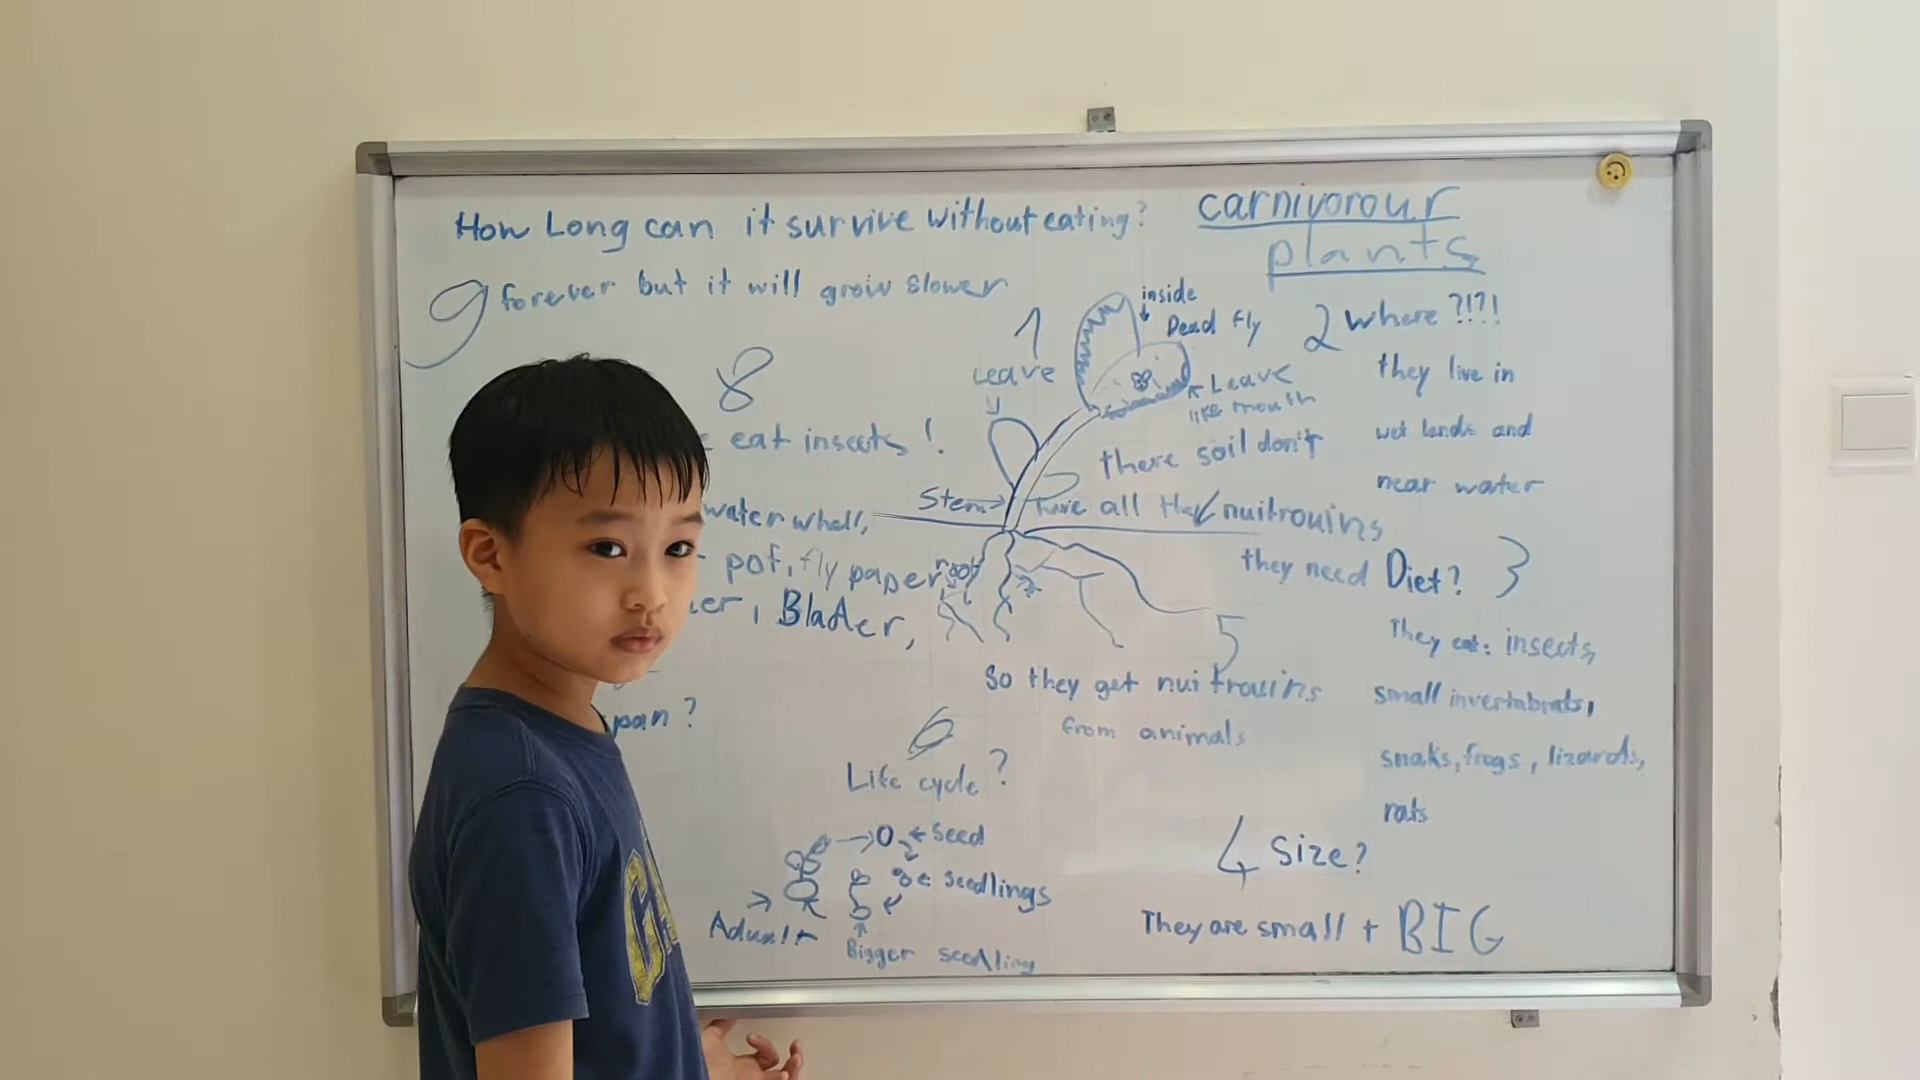 How Long can it survive without eating?
carnivorour
plants
9 forever but it will grow slower
8
eat insects!
water whell,
pot, fly paper
Blader,
span?
1
inside
Dead fly
Leave
Leave
like mouth
Stem
root
2 where ?!?!
they live in
wet lands and
near water
there soil don't
have all the nuitrouins
they need
Diet? 3
They eat: insects,
small invertabrats,
snaks, frogs, lizards,
rats
4 Size?
They are small + BIG
5
So they get nuitrouins
from animals
6
Life cycle?
Seed
Seedlings
Bigger seedling